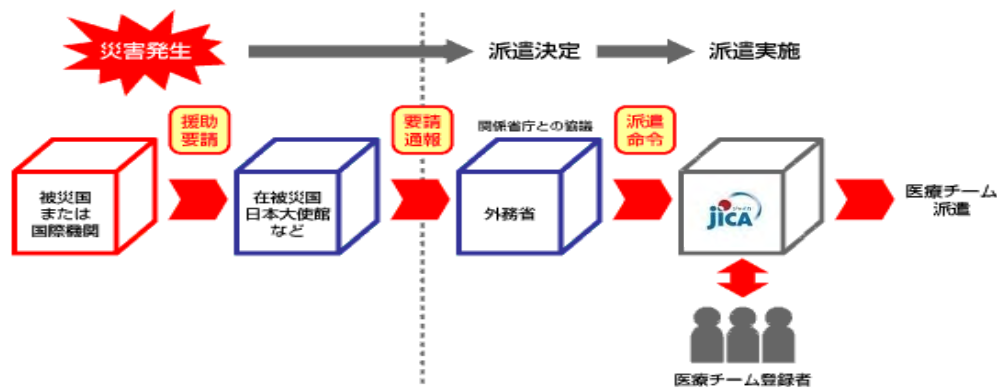 災害発生
派遣決定
派遣実施
援助
要請
要請
通報
関係省庁との協議
派遣
命令
被災国
または
国際機関
在被災国
日本大使館
など
外務省
jICA
医療チーム
派遣
医療チーム登録者